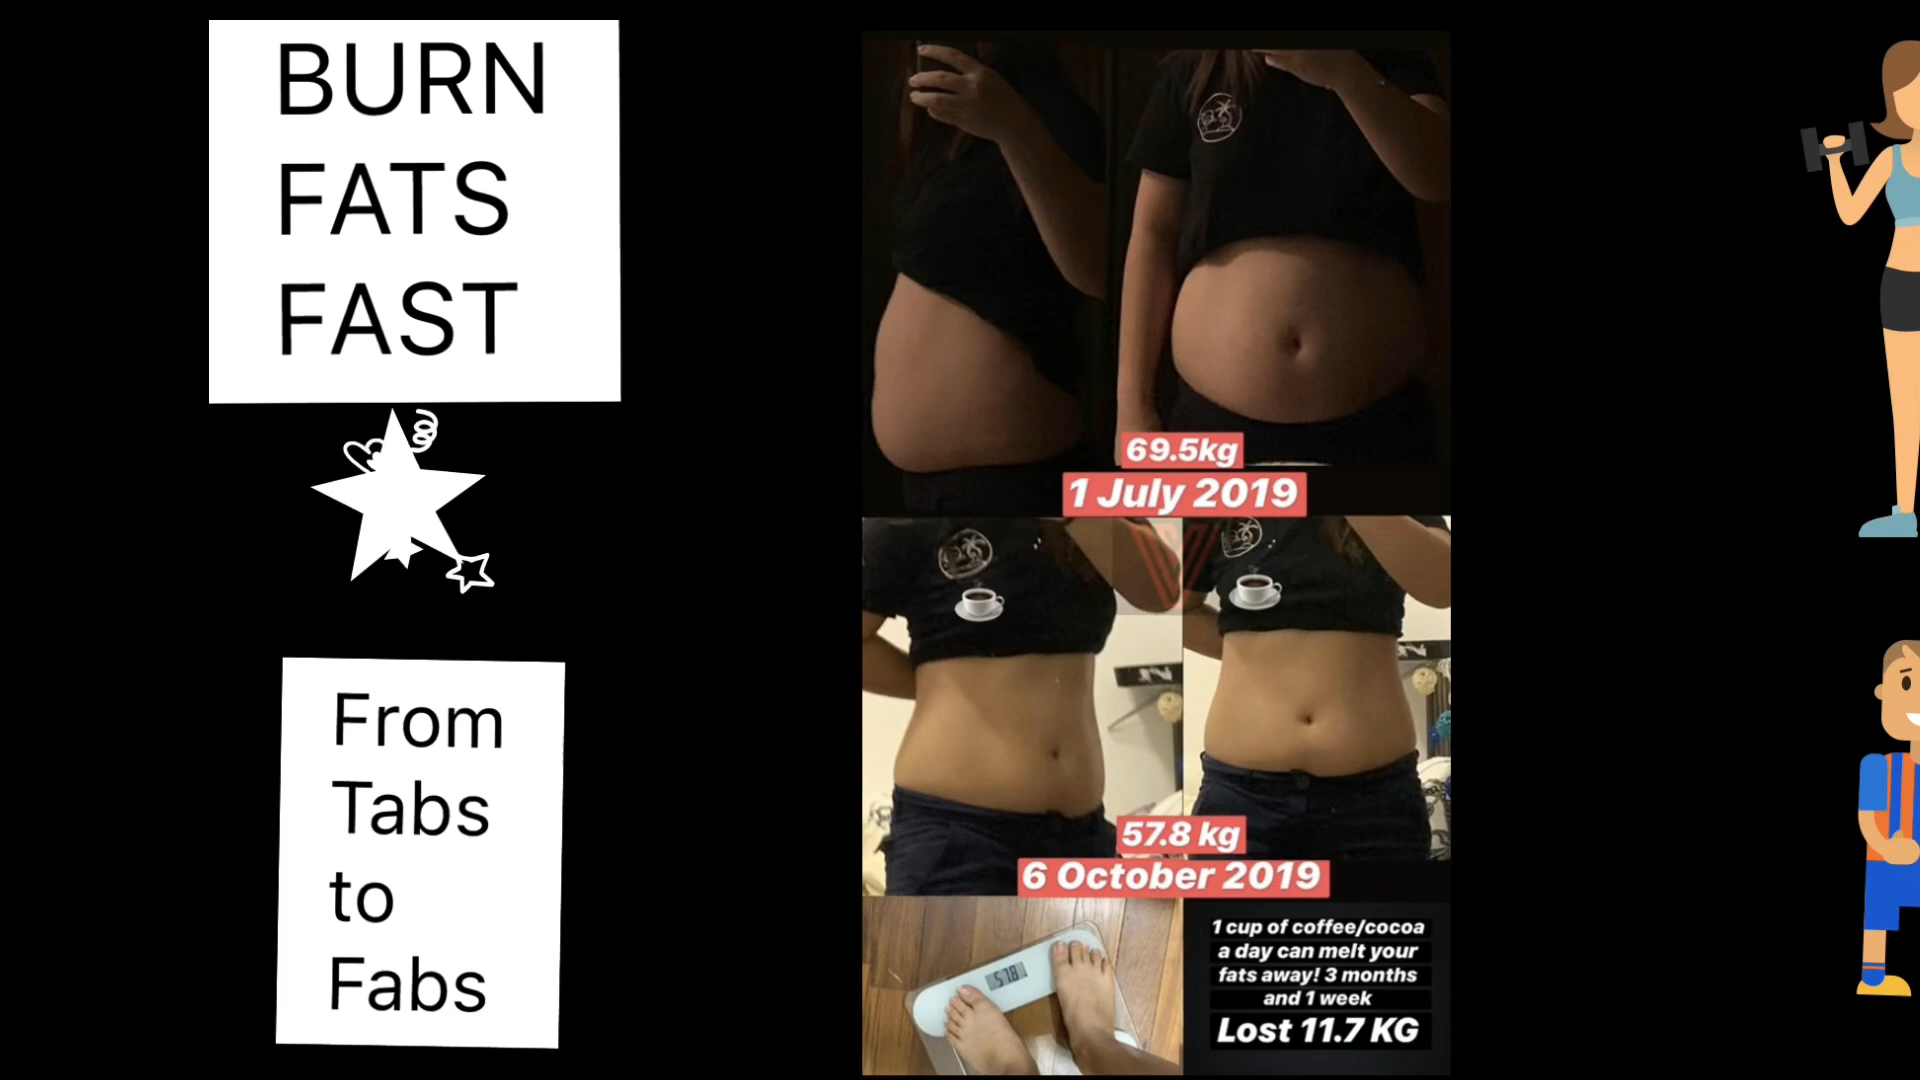 BURN
FATS
FAST
From
Tabs
to
Fabs
69.5kg
1 July 2019
57.8 kg
6 October 2019
57.8
1 cup of coffee/cocoa
a day can melt your
fats away! 3 months
and 1 week
Lost 11.7 KG